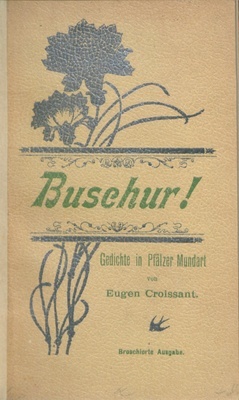 Buschur!
Gedichte in Pfälzer Mundart
von
Eugen Croissant.
Broschierte Ausgabe.